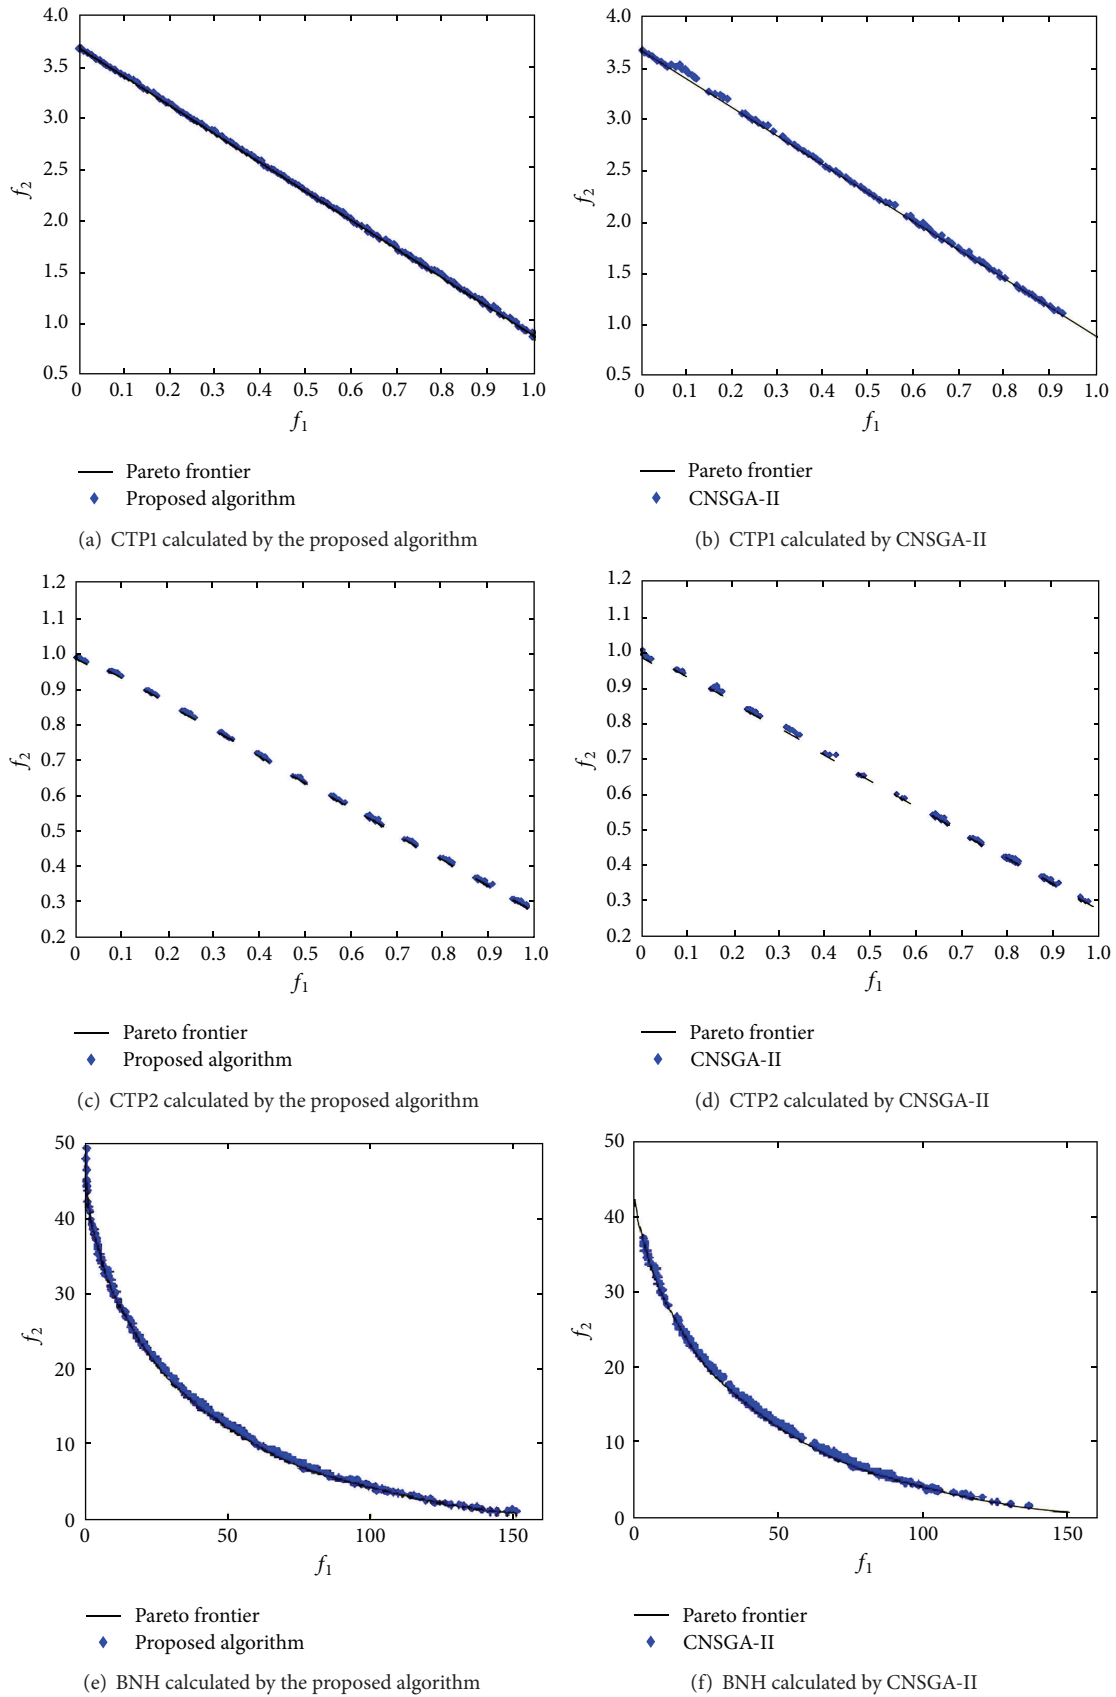 4.0
3.5
3.0
2.5
2.0
1.5
1.0
0.5
f2
0 0.1 0.2 0.3 0.4 0.5 0.6 0.7 0.8 0.9 1.0
f1
Pareto frontier
Proposed algorithm
(a) CTP1 calculated by the proposed algorithm
4.0
3.5
3.0
2.5
2.0
1.5
1.0
0.5
f2
0 0.1 0.2 0.3 0.4 0.5 0.6 0.7 0.8 0.9 1.0
f1
Pareto frontier
CNSGA-II
(b) CTP1 calculated by CNSGA-II
1.2
1.1
1.0
0.9
0.8
0.7
0.6
0.5
0.4
0.3
0.2
f2
0 0.1 0.2 0.3 0.4 0.5 0.6 0.7 0.8 0.9 1.0
f1
Pareto frontier
Proposed algorithm
(c) CTP2 calculated by the proposed algorithm
1.2
1.1
1.0
0.9
0.8
0.7
0.6
0.5
0.4
0.3
0.2
f2
0 0.1 0.2 0.3 0.4 0.5 0.6 0.7 0.8 0.9 1.0
f1
Pareto frontier
CNSGA-II
(d) CTP2 calculated by CNSGA-II
50
40
30
20
10
0
f2
0 50 100 150
f1
Pareto frontier
Proposed algorithm
(e) BNH calculated by the proposed algorithm
50
40
30
20
10
0
f2
0 50 100 150
f1
Pareto frontier
CNSGA-II
(f) BNH calculated by CNSGA-II